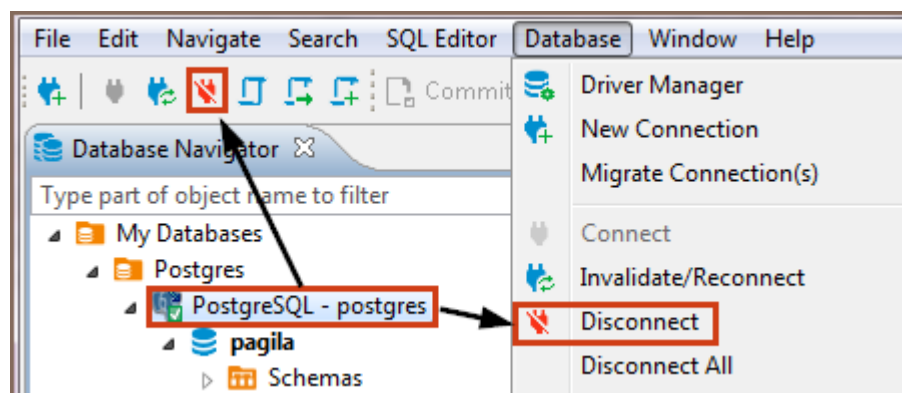 File Edit Navigate Search SQL Editor Database Window Help
Commit
Database Navigator
Type part of object name to filter
My Databases
Postgres
PostgreSQL - postgres
pagila
Schemas
Driver Manager
New Connection
Migrate Connection(s)
Connect
Invalidate/Reconnect
Disconnect
Disconnect All